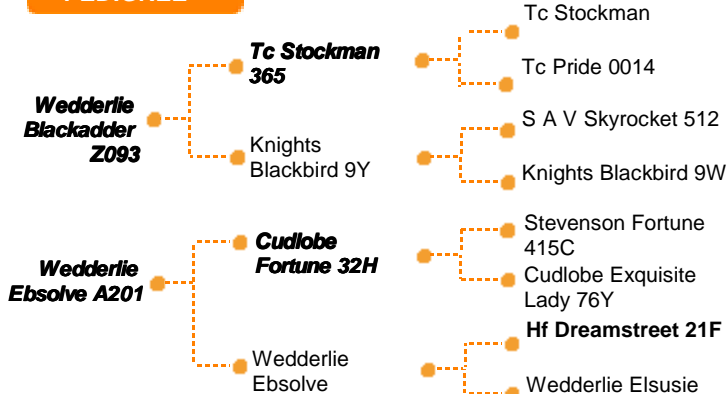 Tc Stockman
Tc Stockman
365
Tc Pride 0014
Wedderlie
Blackadder
Z093
S A V Skyrocket 512
Knights
Blackbird 9Y
Knights Blackbird 9W
Stevenson Fortune
415C
Cudlobe
Fortune 32H
Cudlobe Exquisite
Lady 76Y
Wedderlie
Ebsolve A201
Hf Dreamstreet 21F
Wedderlie
Ebsolve
Wedderlie Elsusie